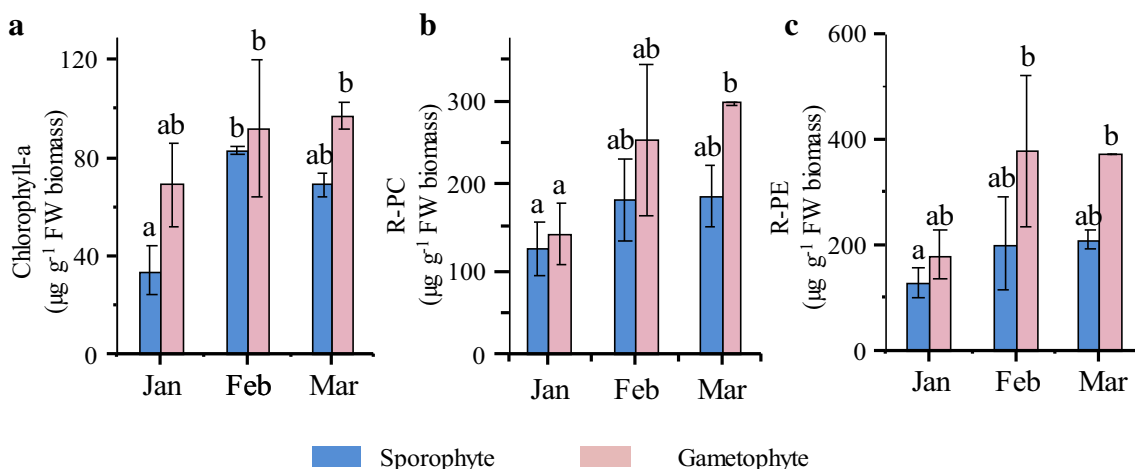 a
Chlorophyll-a
(µg g⁻¹ FW biomass)
120
80
40
0
a
ab
b
b
ab
b
Jan
Feb
Mar
b
R-PC
(µg g⁻¹ FW biomass)
300
200
100
0
a
a
ab
ab
ab
b
Jan
Feb
Mar
c
R-PE
(µg g⁻¹ FW biomass)
600
400
200
0
a
ab
ab
b
ab
b
Jan
Feb
Mar
Sporophyte
Gametophyte